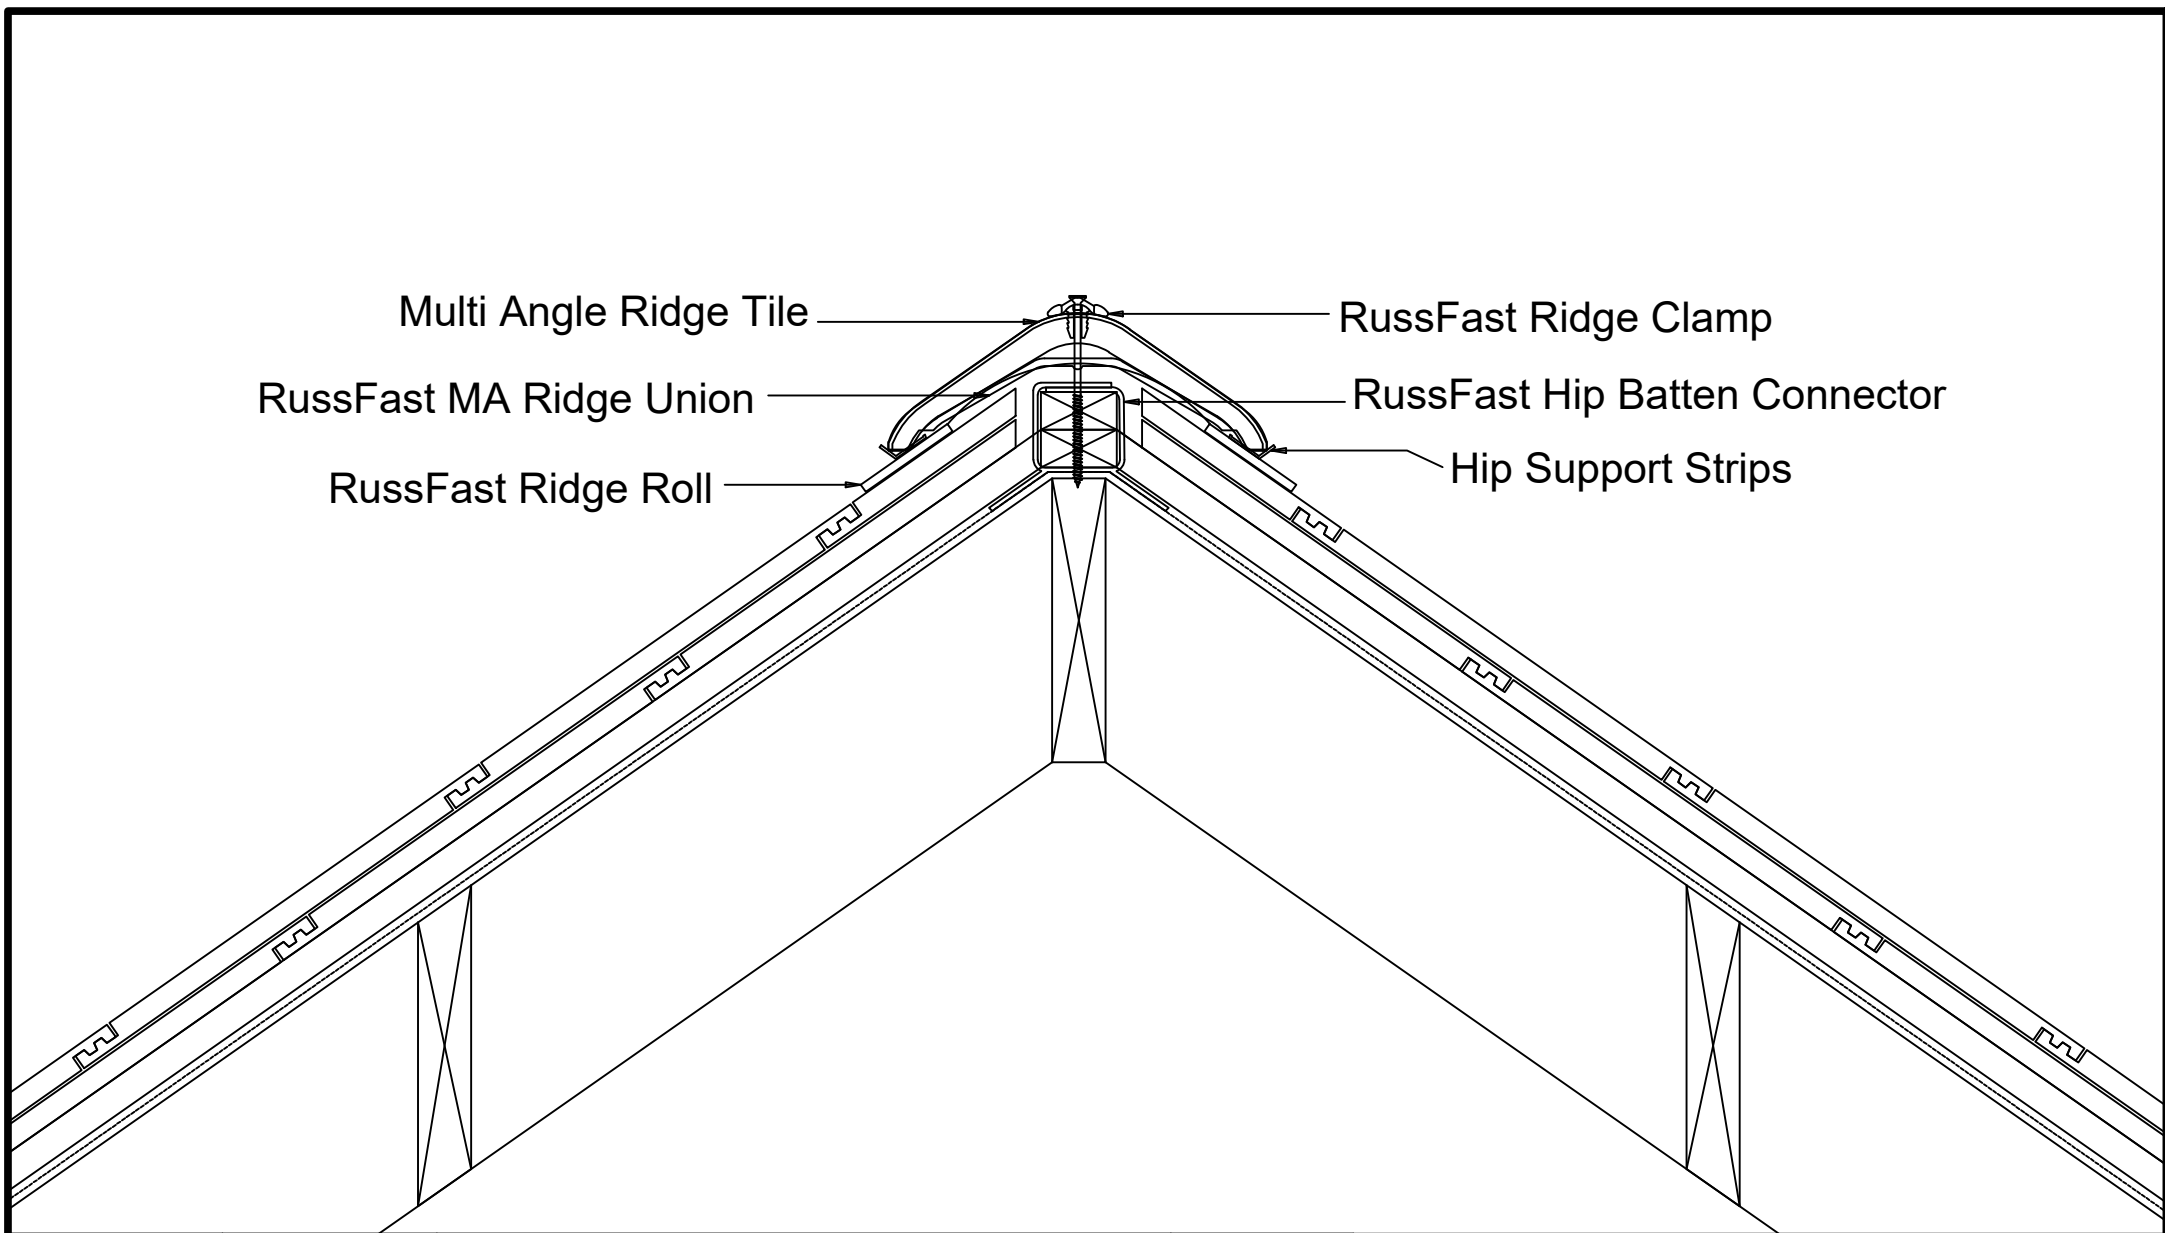 Multi Angle Ridge Tile
RussFast MA Ridge Union
RussFast Ridge Roll
RussFast Ridge Clamp
RussFast Hip Batten Connector
Hip Support Strips